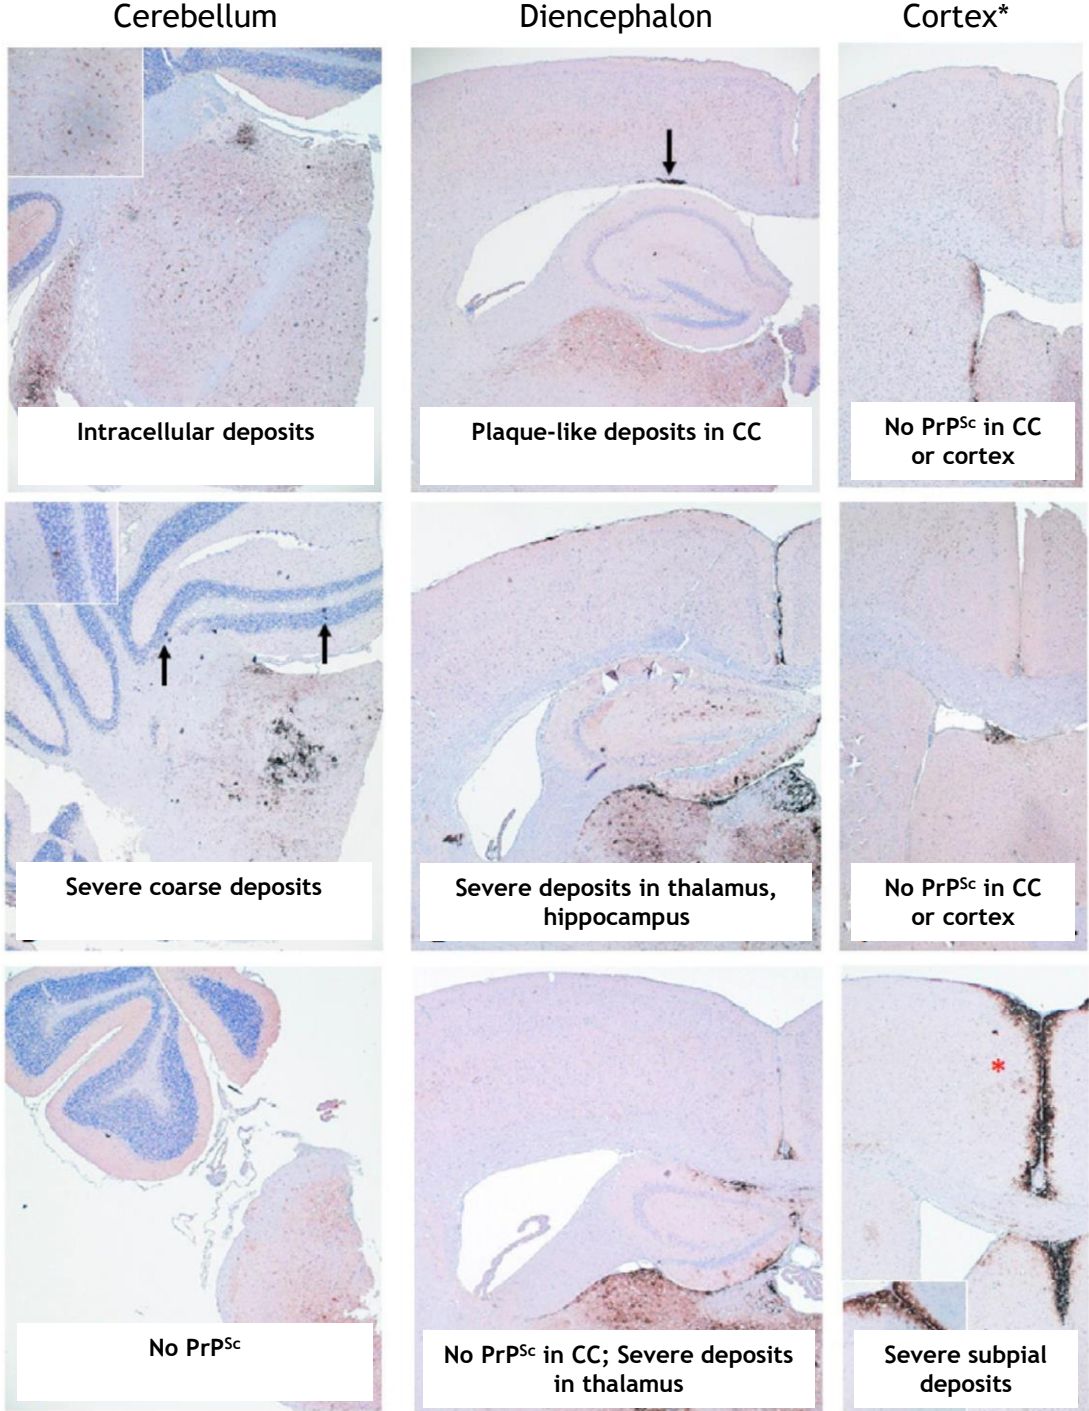 Cerebellum
Diencephalon
Cortex*
Intracellular deposits
Plaque-like deposits in CC
No PrPSc in CC
or cortex
Severe coarse deposits
Severe deposits in thalamus,
hippocampus
No PrPSc in CC
or cortex
*
No PrPSc
No PrPSc in CC; Severe deposits
in thalamus
Severe subpial
deposits